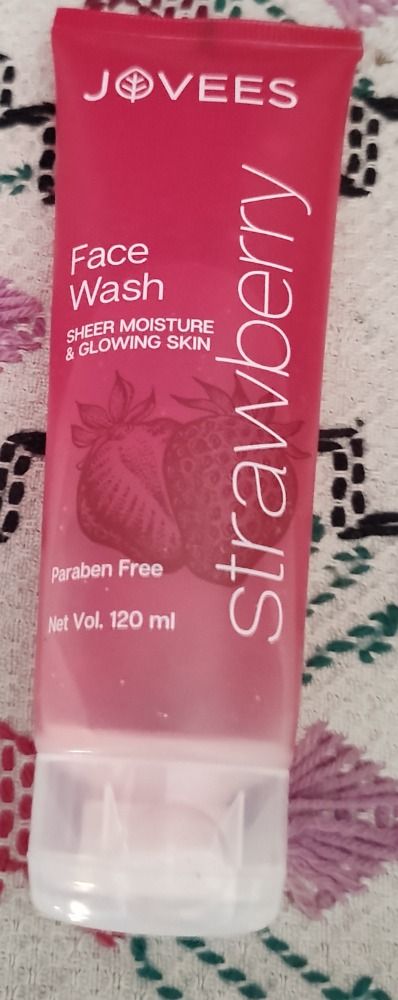 JOVEES
Face
Wash
SHEER MOISTURE
& GLOWING SKIN
strawberry
Paraben Free
Net Vol. 120 ml